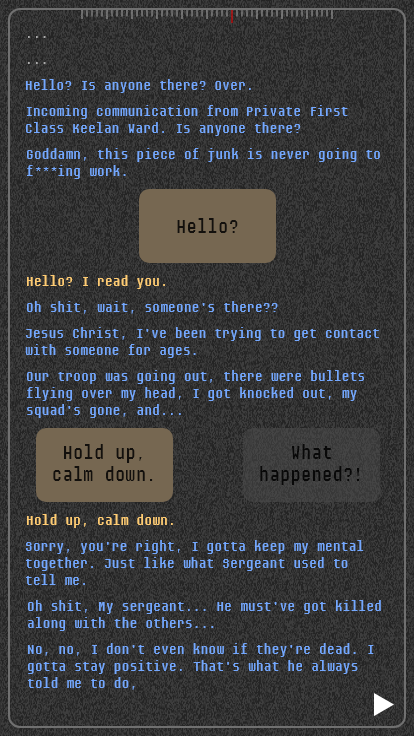 ...
...
Hello? Is anyone there? Over.
Incoming communication from Private First
Class Keelan Ward. Is anyone there?
Goddamn, this piece of junk is never going to
f***ing work.
Hello?
Hello? I read you.
Oh shit, wait, someone's there??
Jesus Christ, I've been trying to get contact
with someone for ages.
Our troop was going out, there were bullets
flying over my head, I got knocked out, my
squad's gone, and...
Hold up,
calm down.
What
happened?!
Hold up, calm down.
Sorry, you're right, I gotta keep my mental
together. Just like what Sergeant used to
tell me.
Oh shit, My sergeant... He must've got killed
along with the others...
No, no, I don't even know if they're dead. I
gotta stay positive. That's what he always
told me to do,